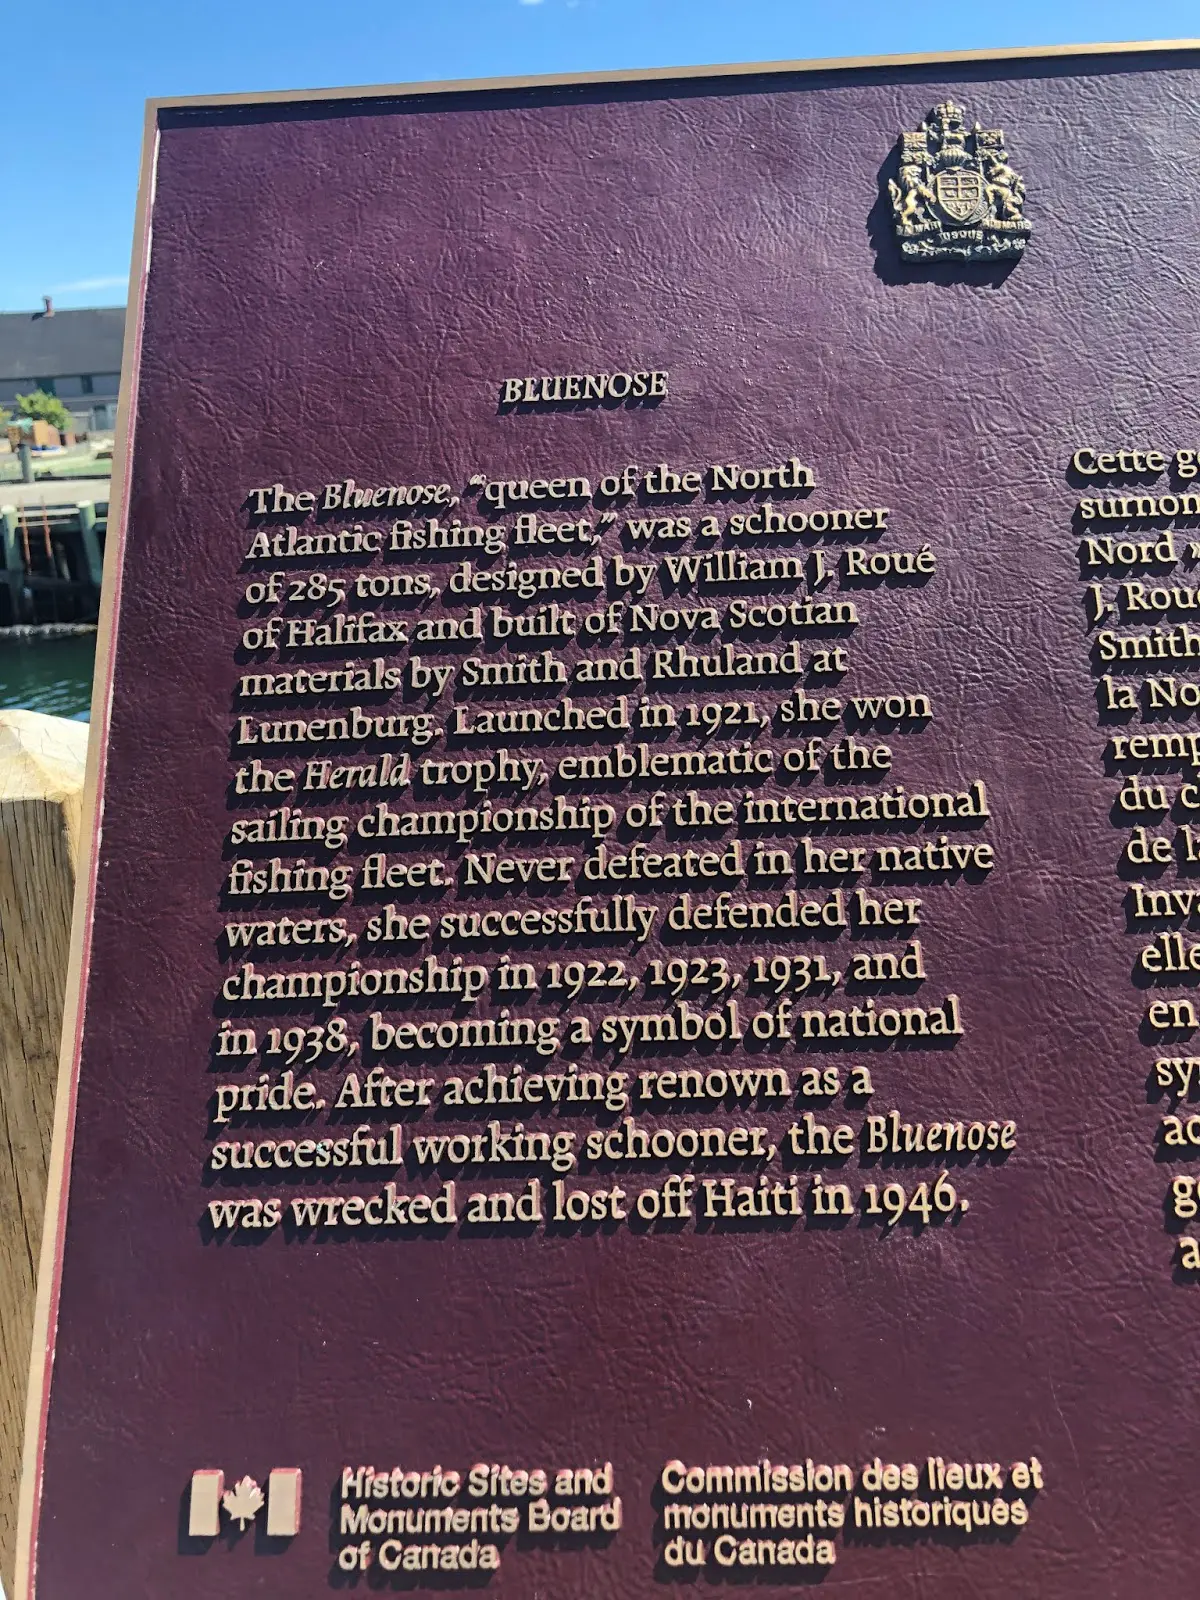 BLUENOSE
The Bluenose, “queen of the North
Atlantic fishing fleet,” was a schooner
of 285 tons, designed by William J. Roué
of Halifax and built of Nova Scotian
materials by Smith and Rhuland at
Lunenburg. Launched in 1921, she won
the Herald trophy, emblematic of the
sailing championship of the international
fishing fleet. Never defeated in her native
waters, she successfully defended her
championship in 1922, 1923, 1931, and
in 1938, becoming a symbol of national
pride. After achieving renown as a
successful working schooner, the Bluenose
was wrecked and lost off Haiti in 1946.
Cette
Nord »
J.
Smith
la
du
de
elle
en
Historic Sites and
Monuments Board
of Canada
Commission des lieux et
monuments historiques
du Canada